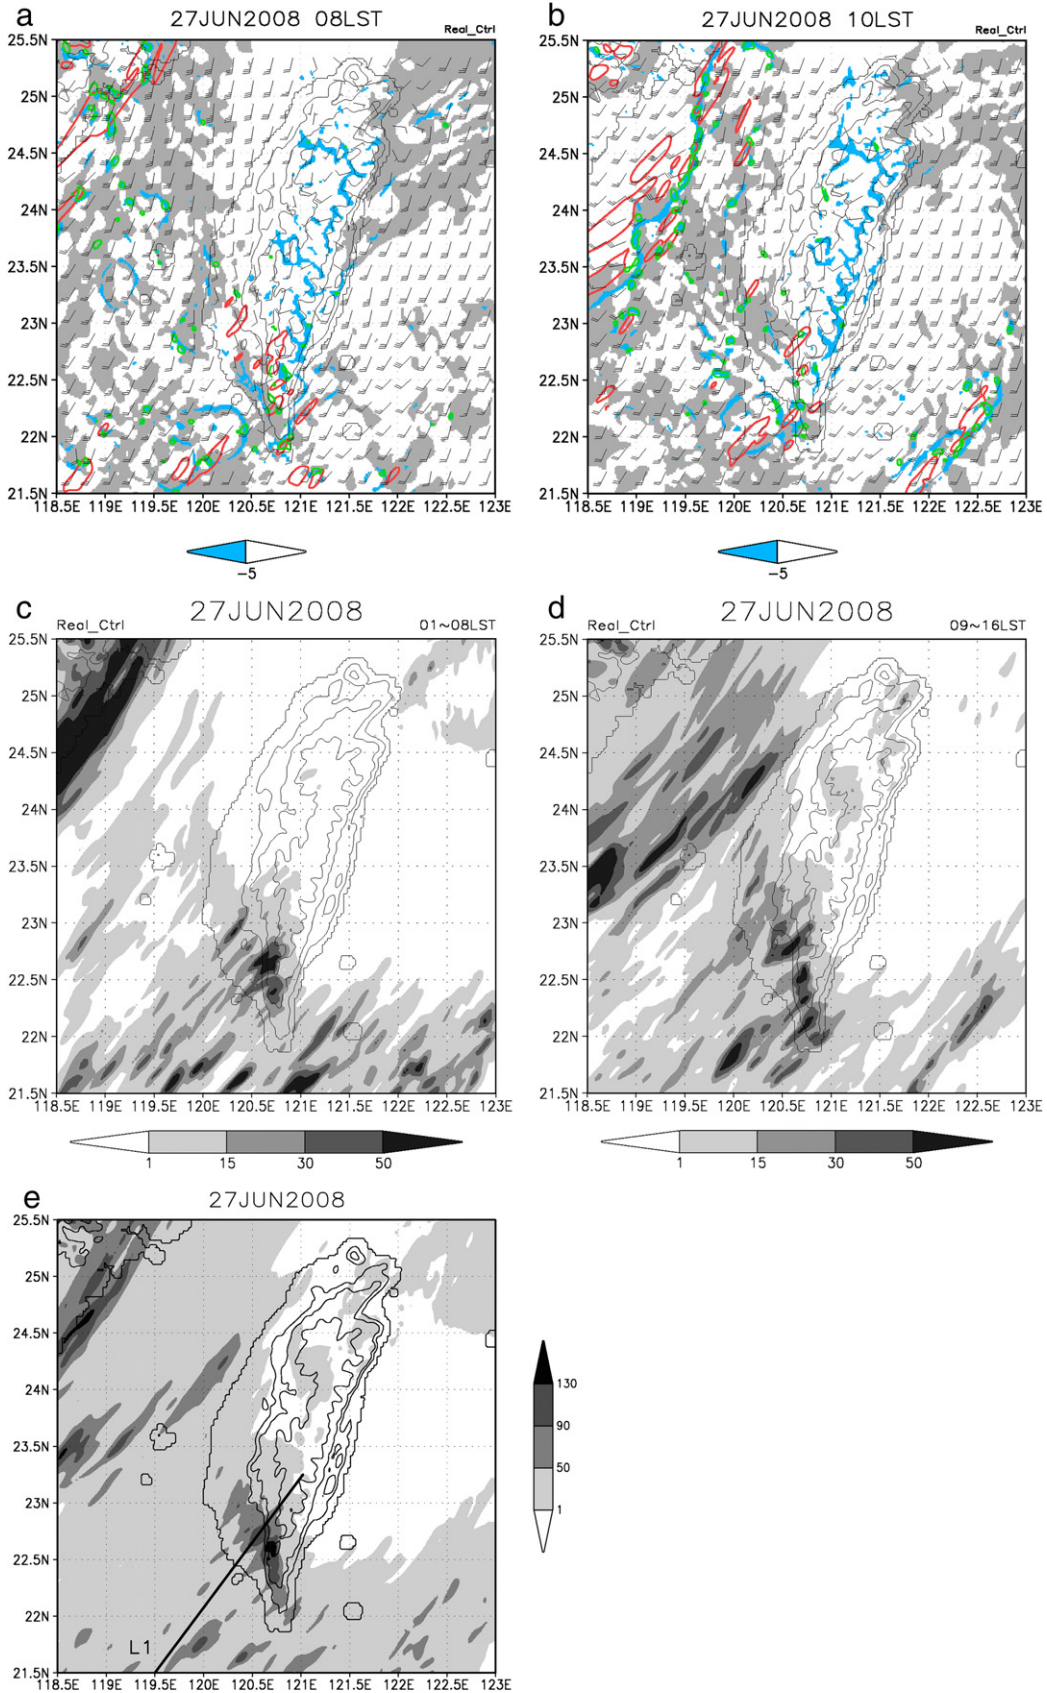 a
27JUN2008 08LST
Real_Ctrl
25.5N
25N
24.5N
24N
23.5N
23N
22.5N
22N
21.5N
118.5E 119E 119.5E 120E 120.5E 121E 121.5E 122E 122.5E 123E
-5
b
27JUN2008 10LST
Real_Ctrl
25.5N
25N
24.5N
24N
23.5N
23N
22.5N
22N
21.5N
118.5E 119E 119.5E 120E 120.5E 121E 121.5E 122E 122.5E 123E
-5
c
27JUN2008
Real_Ctrl
01~08LST
25.5N
25N
24.5N
24N
23.5N
23N
22.5N
22N
21.5N
118.5E 119E 119.5E 120E 120.5E 121E 121.5E 122E 122.5E 123E
1 15 30 50
d
27JUN2008
Real_Ctrl
09~16LST
25.5N
25N
24.5N
24N
23.5N
23N
22.5N
22N
21.5N
118.5E 119E 119.5E 120E 120.5E 121E 121.5E 122E 122.5E 123E
1 15 30 50
e
27JUN2008
25.5N
25N
24.5N
24N
23.5N
23N
22.5N
22N
21.5N
L1
118.5E 119E 119.5E 120E 120.5E 121E 121.5E 122E 122.5E 123E
130
90
50
1